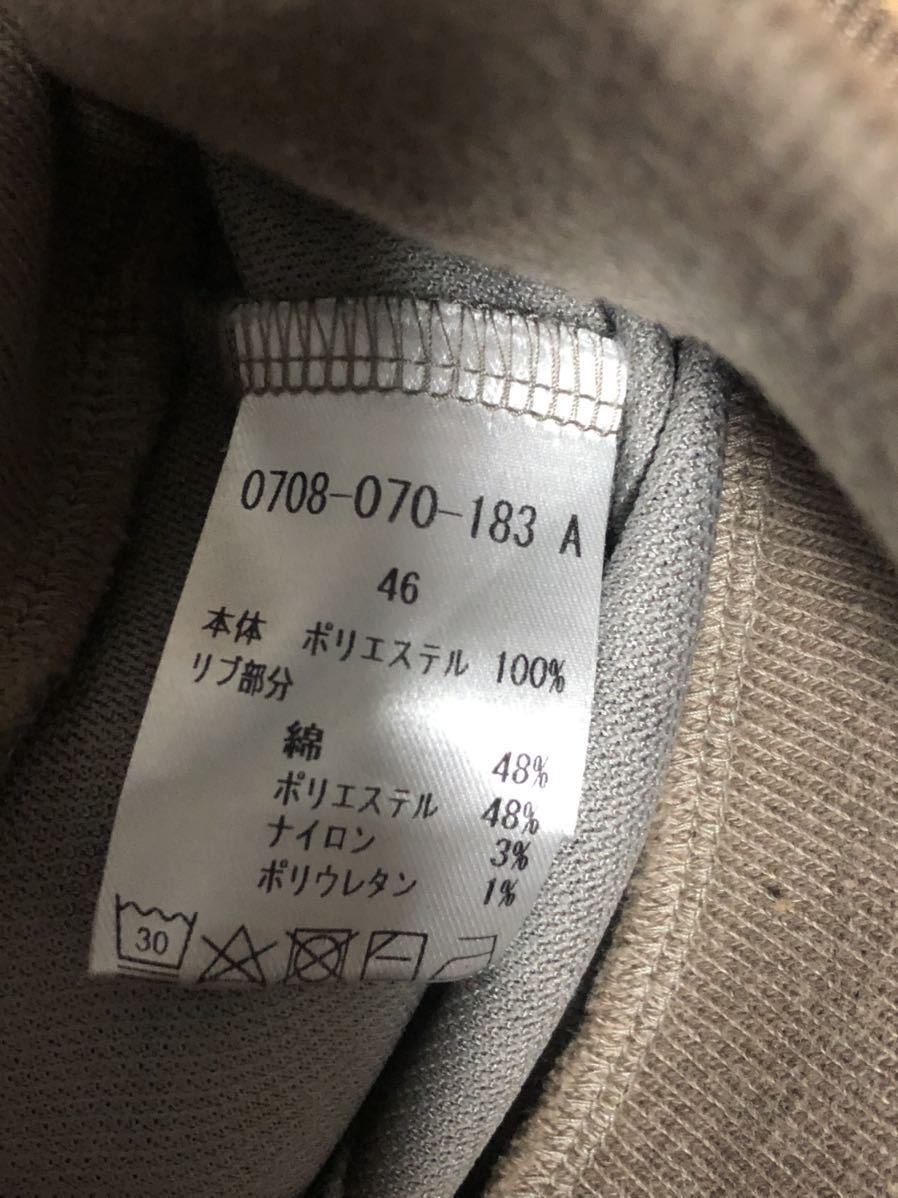 0708-070-183 A
46
本体 ポリエステル 100%
リブ部分
綿 48%
ポリエステル 48%
ナイロン 3%
ポリウレタン 1%
30